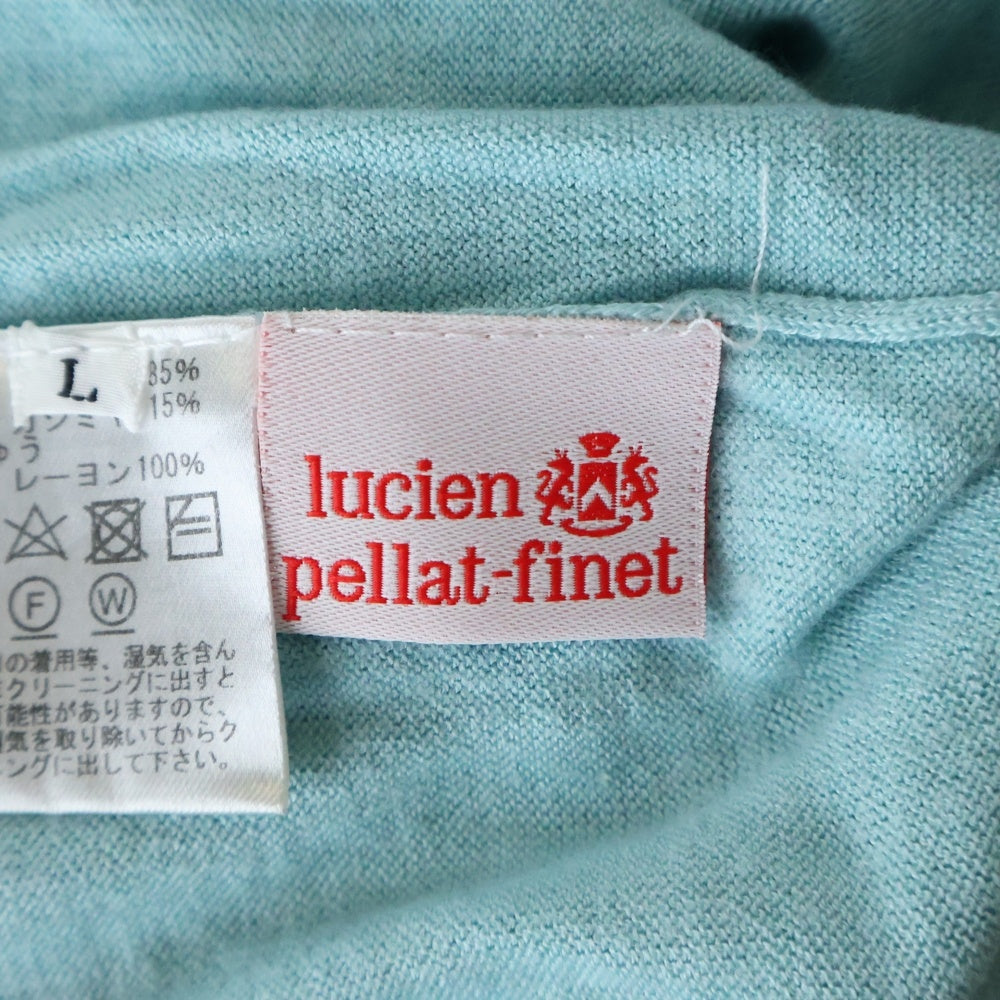 L
85%
15%
レーヨン100%
F W
の着用等、湿気を含ん
クリーニングに出すと
能性がありますので、
気を取り除いてからク
ングに出して下さい。
lucien
pellat-finet